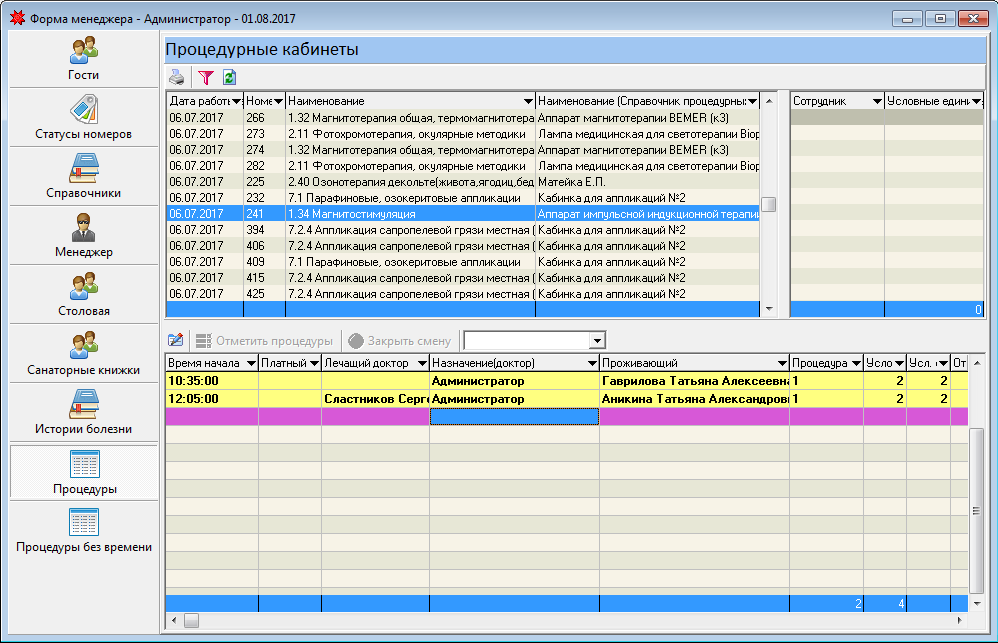 Форма менеджера - Администратор - 01.08.2017
Гости
Статусы номеров
Справочники
Менеджер
Столовая
Санаторные книжки
Истории болезни
Процедуры
Процедуры без времени
Процедурные кабинеты
Дата работь Номе Наименование Наименование (Справочник процедурных
06.07.2017 266 1.32 Магнитотерапия общая, термомагнитотера Аппарат магнитотерапии BEMER (к3)
06.07.2017 273 2.11 Фотохромотерапия, окулярные методики Лампа медицинская для светотерапии Biop
06.07.2017 274 1.32 Магнитотерапия общая, термомагнитотера Аппарат магнитотерапии BEMER (к3)
06.07.2017 282 2.11 Фотохромотерапия, окулярные методики Лампа медицинская для светотерапии Biop
06.07.2017 225 2.40 Озонотерапия декольте(живота,ягодиц,бед Матейка Е.П.
06.07.2017 232 7.1 Парафиновые, озокеритовые аппликации Кабинка для аппликаций №2
06.07.2017 241 1.34 Магнитостимуляция Аппарат импульсной индукционной терапии
06.07.2017 394 7.2.4 Аппликация сапропелевой грязи местная ( Кабинка для аппликаций №2
06.07.2017 406 7.2.4 Аппликация сапропелевой грязи местная ( Кабинка для аппликаций №2
06.07.2017 409 7.1 Парафиновые, озокеритовые аппликации Кабинка для аппликаций №2
06.07.2017 415 7.2.4 Аппликация сапропелевой грязи местная ( Кабинка для аппликаций №2
06.07.2017 425 7.2.4 Аппликация сапропелевой грязи местная ( Кабинка для аппликаций №2
Сотрудник Условные едини
0
Отметить процедуры Закрыть смену
Время начала Платный Лечащий доктор Назначение(доктор) Проживающий Процедура Усло Усл. От
10:35:00 Администратор Гаврилова Татьяна Алексеевна 1 2 2
12:05:00 Сластников Серге Администратор Аникина Татьяна Александров 1 2 2
2 4